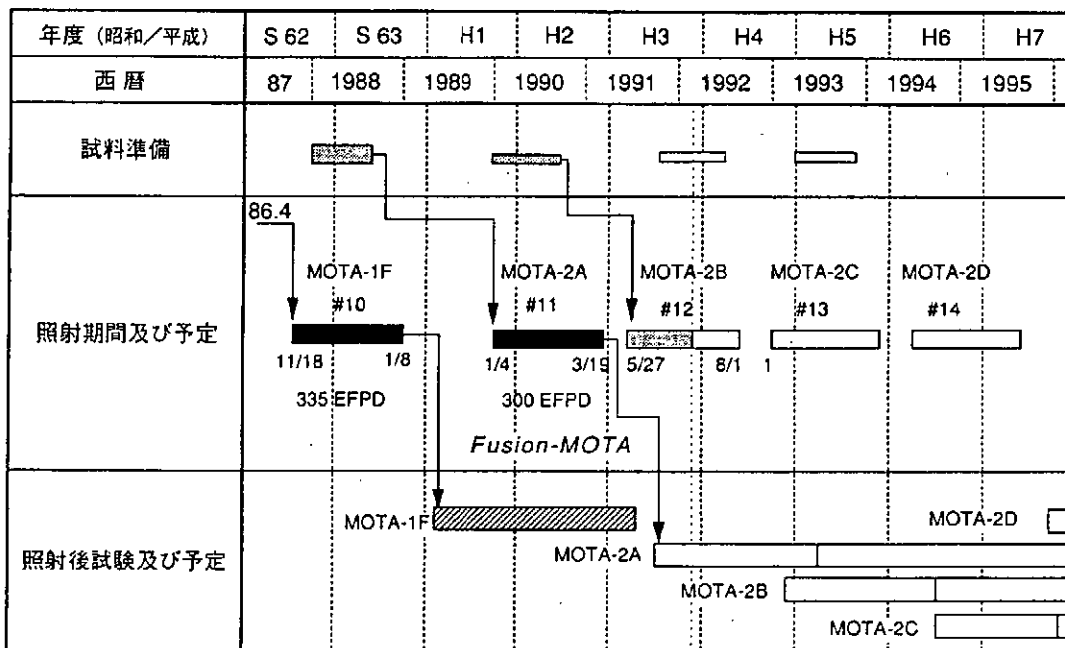 年度 (昭和／平成) S 62 S 63 H1 H2 H3 H4 H5 H6 H7
西暦 87 1988 1989 1990 1991 1992 1993 1994 1995
試料準備
86.4
MOTA-1F MOTA-2A MOTA-2B MOTA-2C MOTA-2D
#10 #11 #12 #13 #14
照射期間及び予定
11/18 1/8 1/4 3/19 5/27 8/1 1
335 EFPD 300 EFPD
Fusion-MOTA
MOTA-1F MOTA-2D
照射後試験及び予定 MOTA-2A
MOTA-2B
MOTA-2C